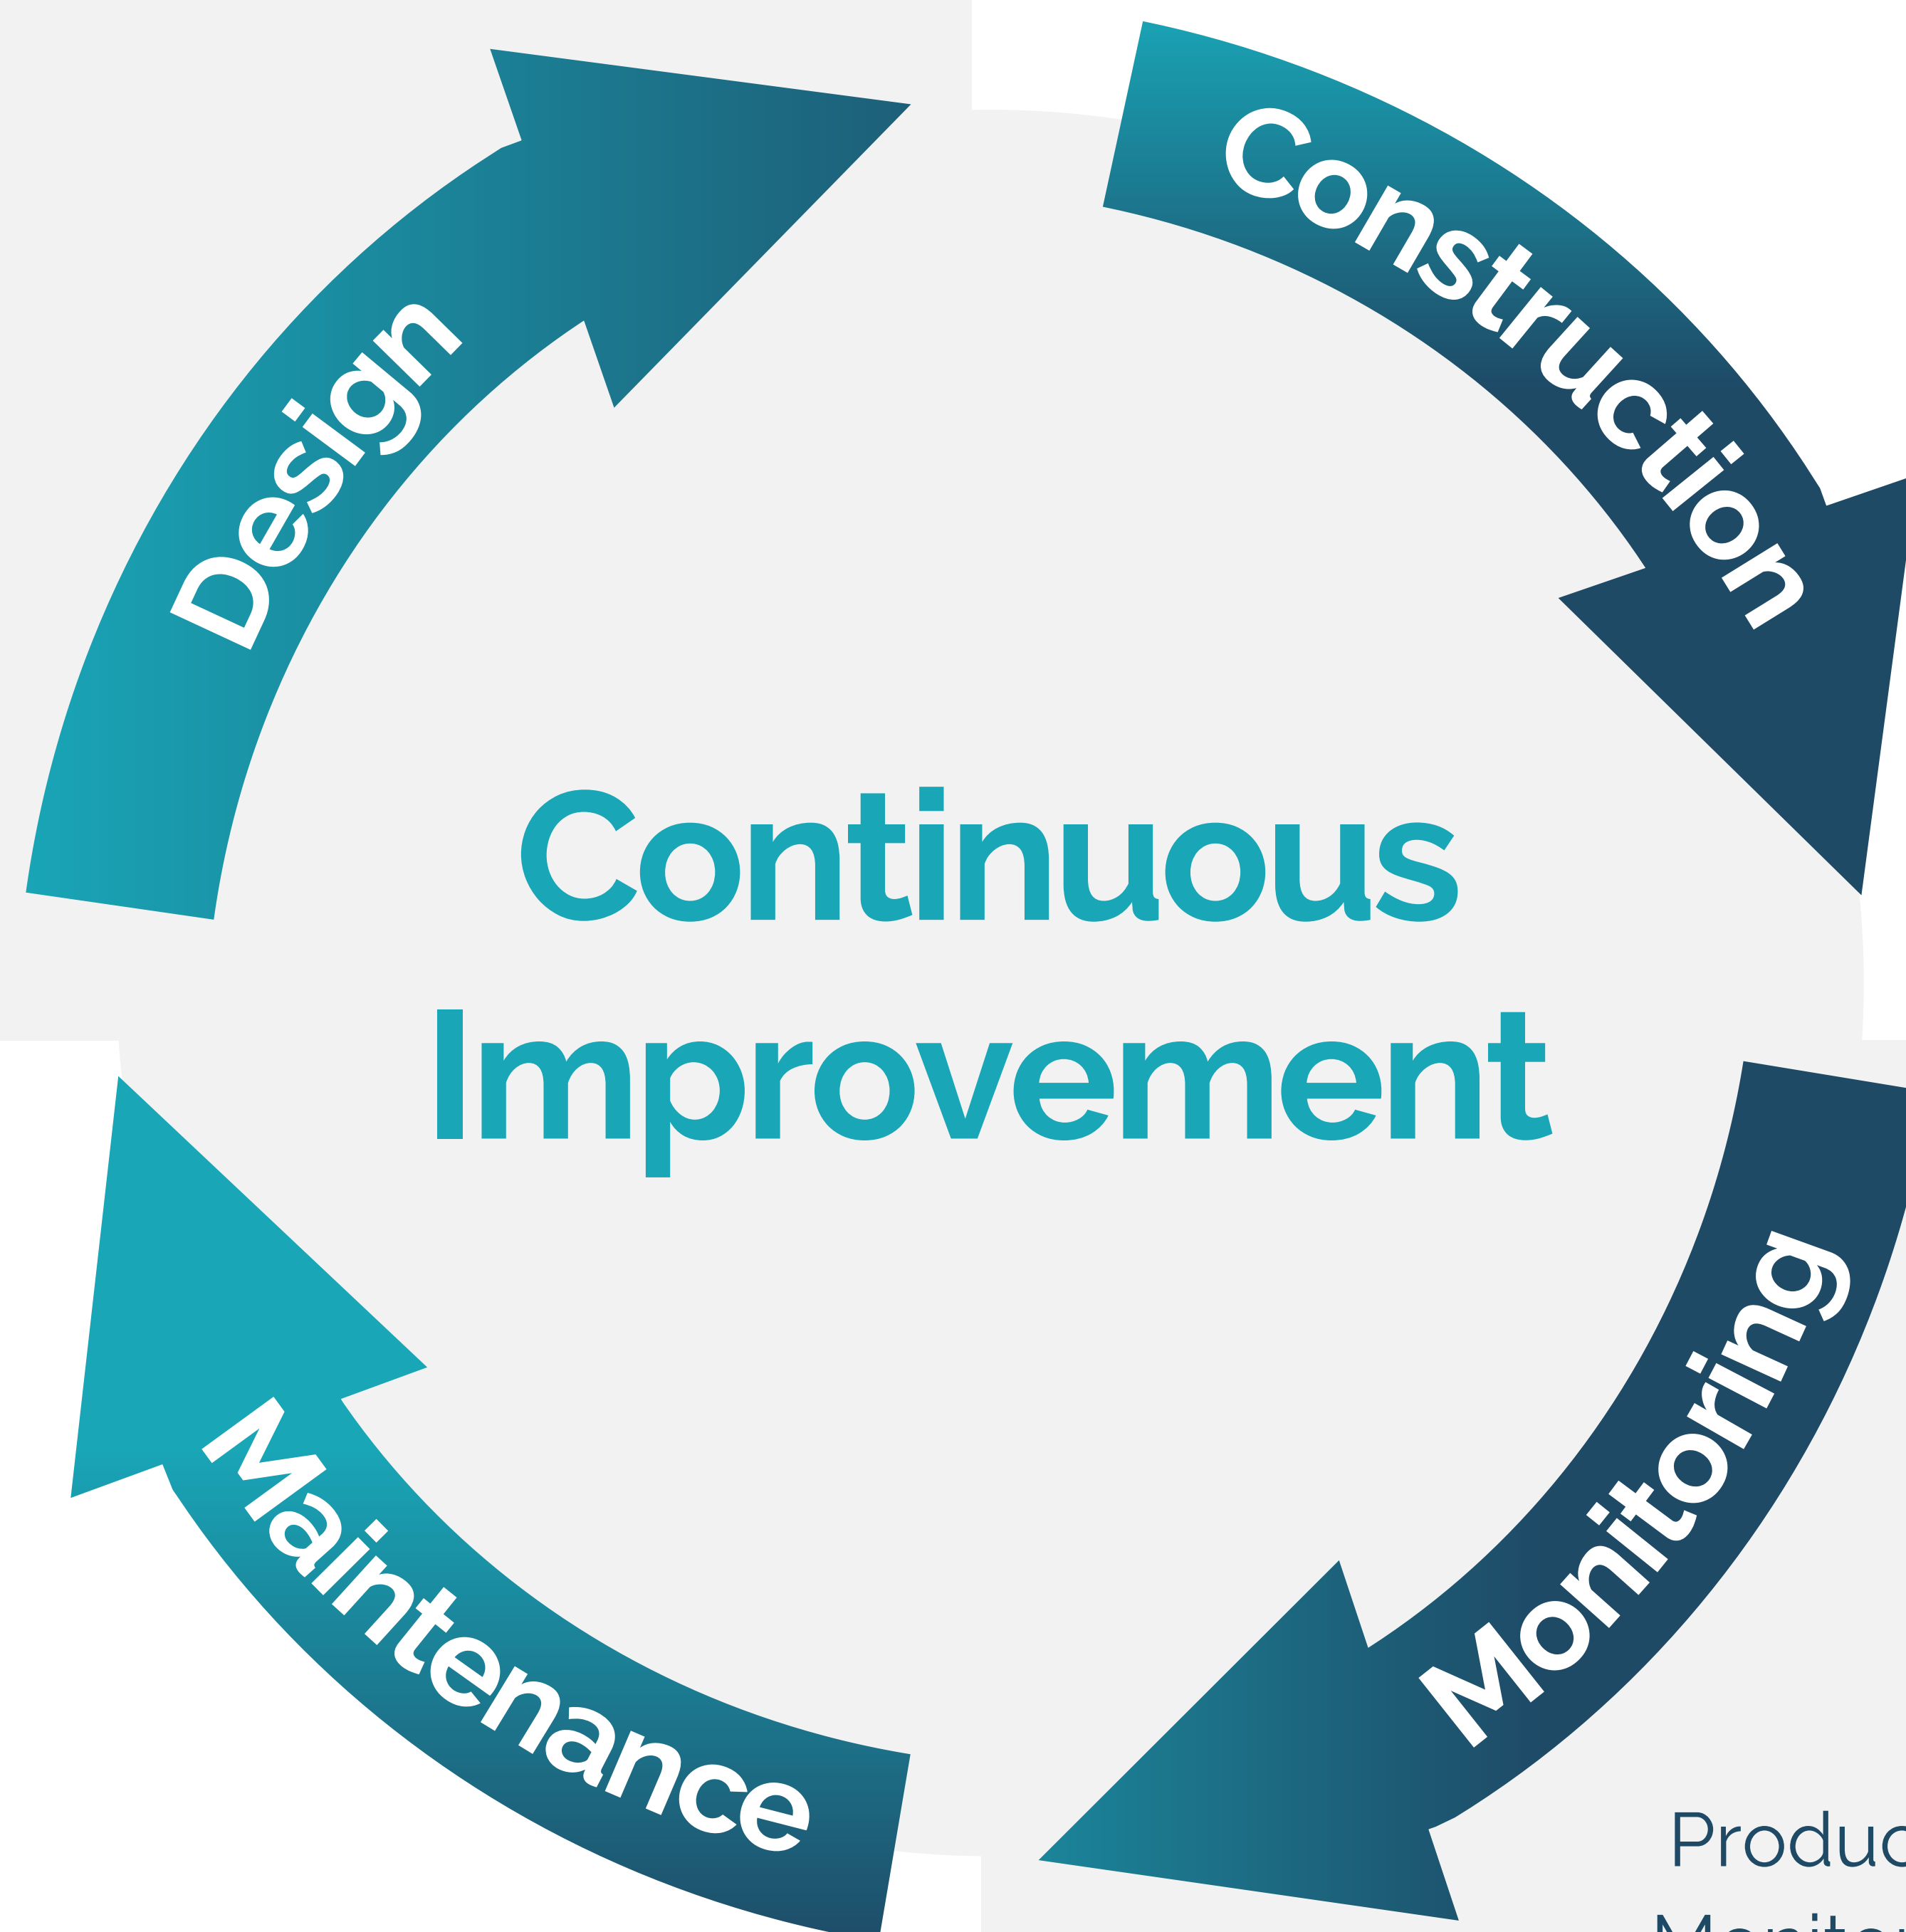 Design
Construction
Continuous
Improvement
Monitoring
Maintenance